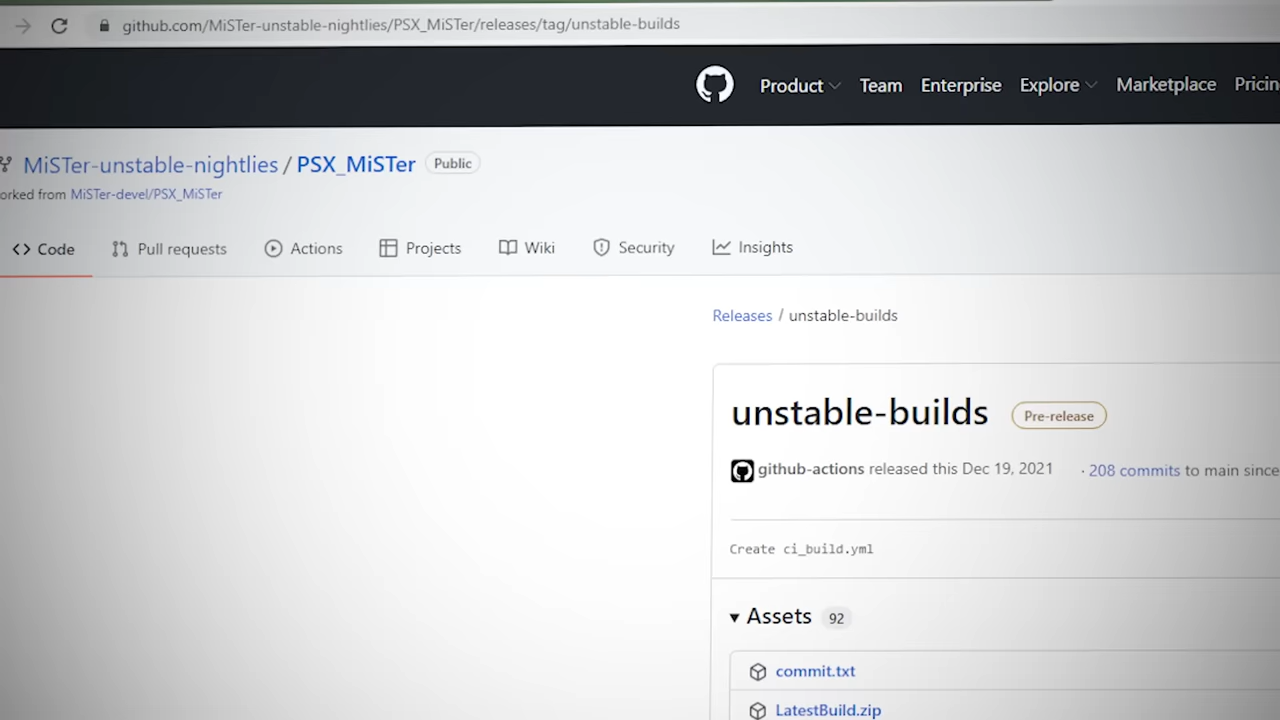 github.com/MiSTer-unstable-nightlies/PSX_MiSTer/releases/tag/unstable-builds
Product Team Enterprise Explore Marketplace Pricin
MiSTer-unstable-nightlies / PSX_MiSTer Public
orked from MiSTer-devel/PSX_MiSTer
Code Pull requests Actions Projects Wiki Security Insights
Releases / unstable-builds
unstable-builds Pre-release
github-actions released this Dec 19, 2021 · 208 commits to main since
Create ci_build.yml
Assets 92
commit.txt
LatestBuild.zip